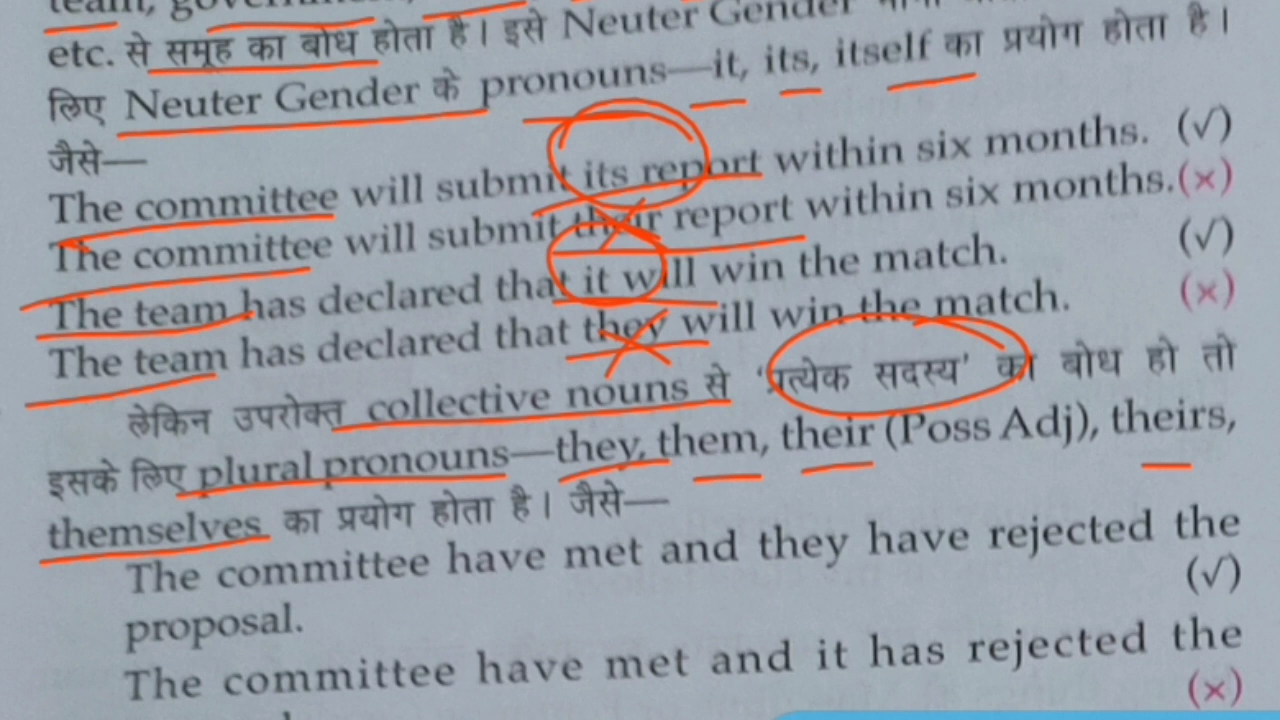 team,
etc. से समूह का बोध होता है। इसे Neuter Gender
लिए Neuter Gender के pronouns—it, its, itself का प्रयोग होता है।
जैसे—
The committee will submit its report within six months. (√)
The committee will submit their report within six months.(×)
The team has declared that it will win the match. (√)
The team has declared that they will win the match. (×)
लेकिन उपरोक्त collective nouns से ‘प्रत्येक सदस्य’ का बोध हो तो
इसके लिए plural pronouns—they, them, their (Poss Adj), theirs,
themselves का प्रयोग होता है। जैसे—
The committee have met and they have rejected the
proposal. (√)
The committee have met and it has rejected the
(×)